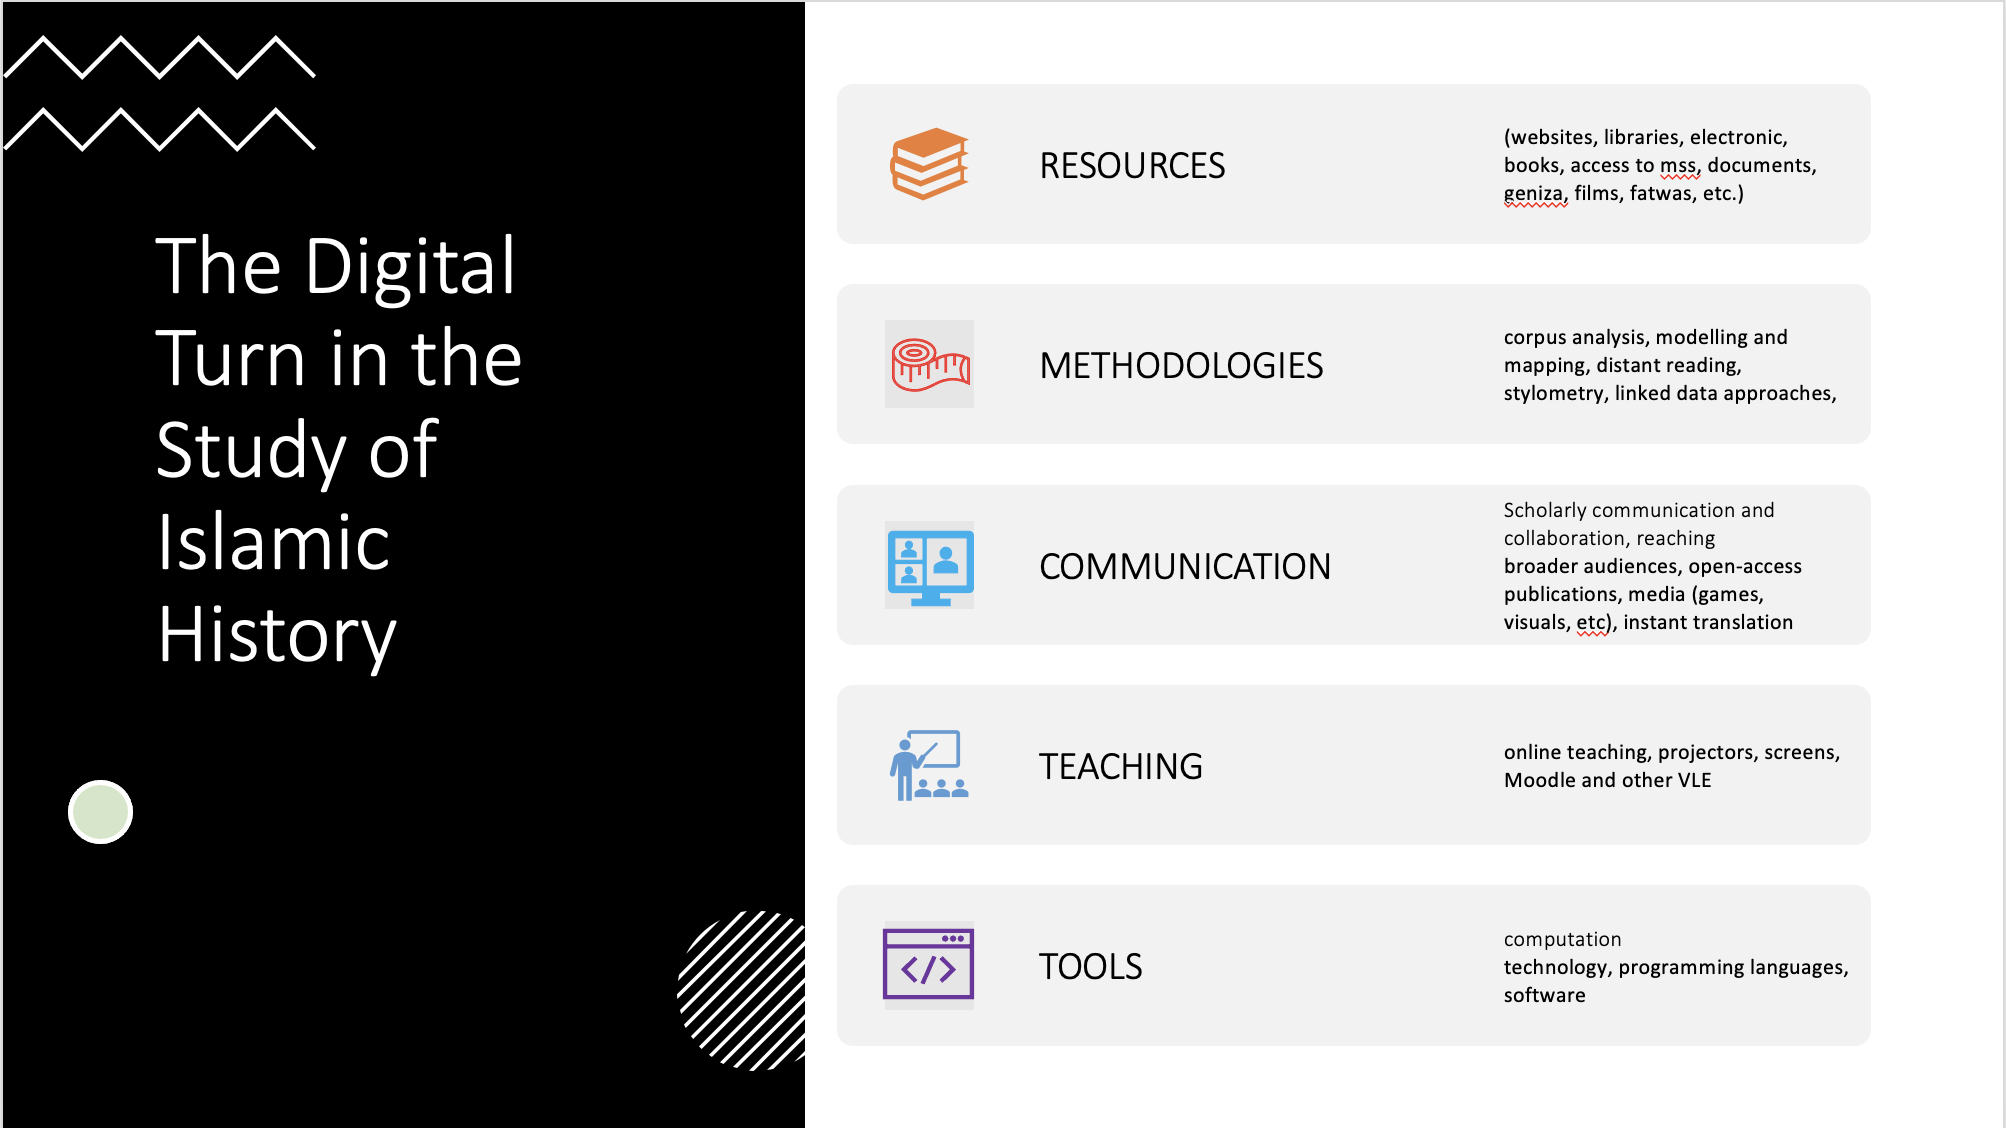 The Digital
Turn in the
Study of
Islamic
History
RESOURCES
(websites, libraries, electronic,
books, access to mss, documents,
geniza, films, fatwas, etc.)
METHODOLOGIES
corpus analysis, modelling and
mapping, distant reading,
stylometry, linked data approaches,
COMMUNICATION
Scholarly communication and
collaboration, reaching
broader audiences, open-access
publications, media (games,
visuals, etc), instant translation
TEACHING
online teaching, projectors, screens,
Moodle and other VLE
TOOLS
computation
technology, programming languages,
software